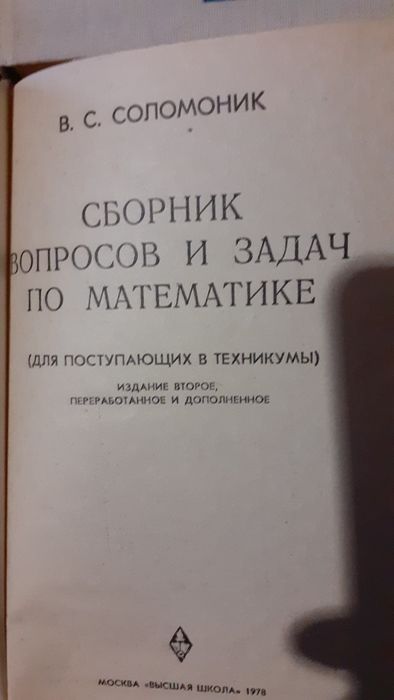 В. С. СОЛОМОНИК
СБОРНИК
ВОПРОСОВ И ЗАДАЧ
ПО МАТЕМАТИКЕ
(ДЛЯ ПОСТУПАЮЩИХ В ТЕХНИКУМЫ)
ИЗДАНИЕ ВТОРОЕ,
ПЕРЕРАБОТАННОЕ И ДОПОЛНЕННОЕ
МОСКВА «ВЫСШАЯ ШКОЛА» 1978